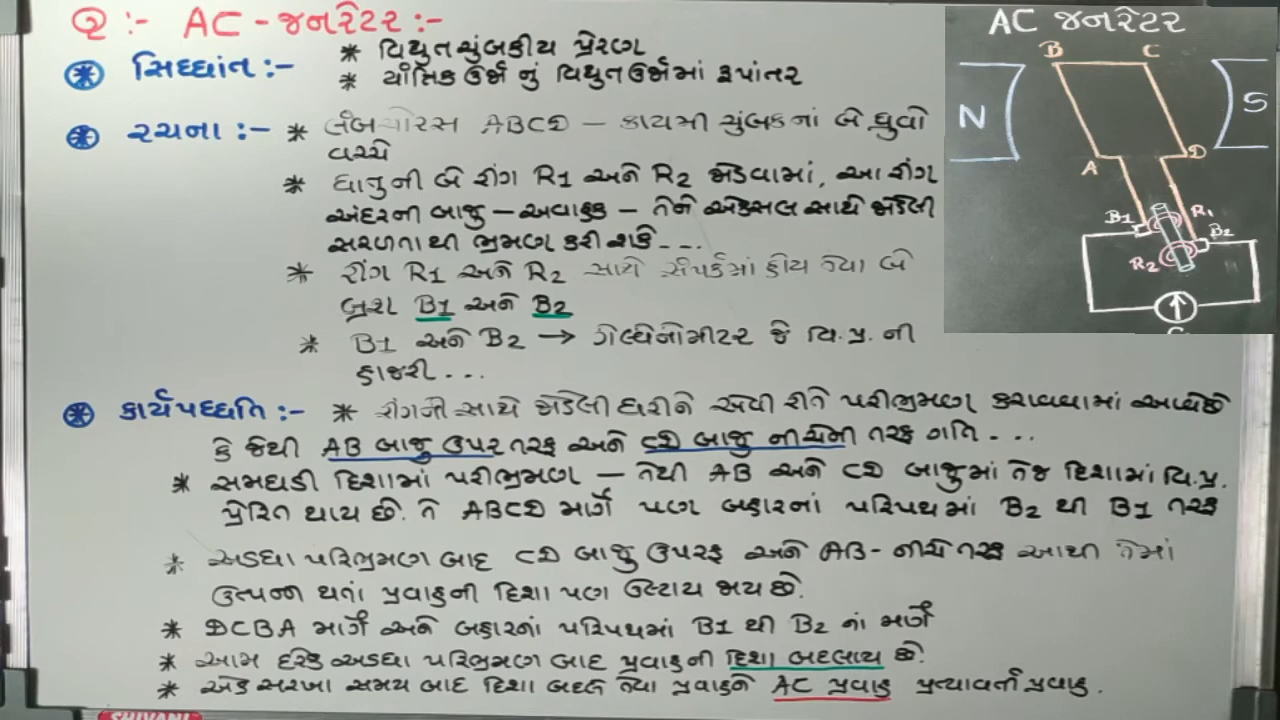 Q :- AC - જનરેટર :-
સિદ્ધાંત :- * વિદ્યુતચુંબકીય પ્રેરણ
* યાંત્રિક ઉર્જા નું વિદ્યુતઉર્જામાં રૂપાંતર
રચના :- * લંબચોરસ ABCD - કાયમી ચુંબકનાં બે ધ્રુવો
વચ્ચે
* ધાતુની બે રીંગ R1 અને R2 જોડેવામાં, આ રીંગ
અંદરની બાજુ - અવાહક - તેને એક્સલ સાથે જોડેલી
સરળતાથી ભ્રમણ કરી શકે...
* રીંગ R1 અને R2 સાથે સંપર્કમાં હોય ત્યા બે
બ્રશ B1 અને B2
* B1 અને B2 → ગેલ્વેનોમીટર જે વિ.પ્ર. ની
હાજરી...
કાર્યપદ્ધતિ :- * રીંગની સાથે જોડેલી ધરીને એવી રીતે પરીભ્રમણ કરાવવામાં આવેછે
કે જેથી AB બાજુ ઉપર તરફ અને CD બાજુ નીચેની તરફ ગતિ...
* સમઘડી દિશામાં પરીભ્રમણ - તેથી AB અને CD બાજુમાં તેજ દિશામાં વિ.પ્ર.
પ્રેરિત થાય છે. તે ABCD માર્ગે પણ બહારનાં પરિપથમાં B2 થી B1 તરફ
* અડધા પરિભ્રમણ બાદ CD બાજુ ઉપરફ અને AB- નીચે તરફ આથી તેમાં
ઉત્પન્ન થતાં પ્રવાહની દિશા પણ ઉલ્ટાય જાય છે.
* DCBA માર્ગે અને બહારનાં પરિપથમાં B1 થી B2 નાં માર્ગે
* આમ દરેક અડધા પરિભ્રમણ બાદ પ્રવાહની દિશા બદલાય છે.
* એક સરખા સમય બાદ દિશા બદલે ત્યા પ્રવાહને AC પ્રવાહ પ્રત્યાવર્તી પ્રવાહ.
AC જનરેટર
B C
N S
A D
B1 R1
B2
R2
G
SHIVANI